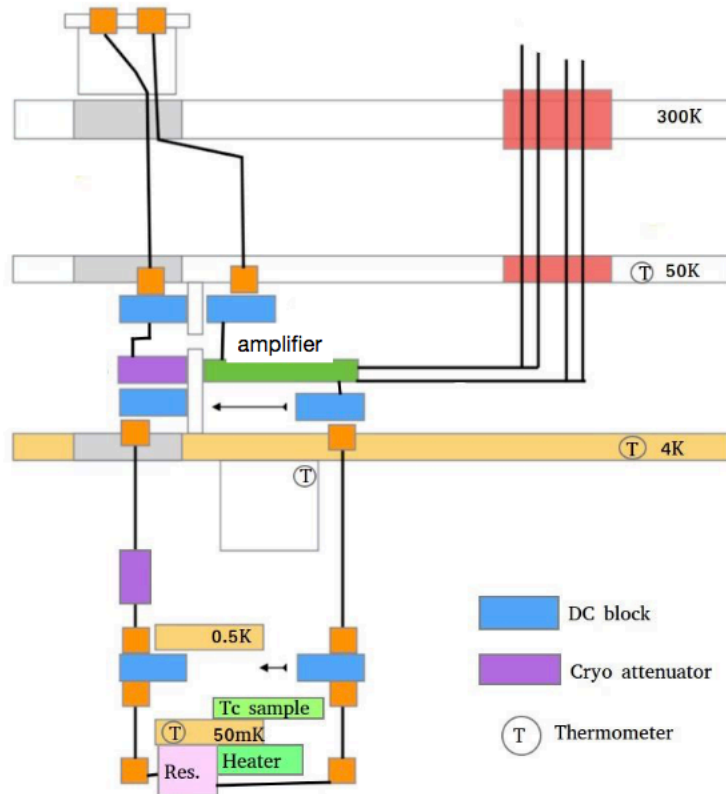 300K
T 50K
amplifier
T 4K
T
DC block
0.5K
Cryo attenuator
Tc sample
T 50mK
T Thermometer
Res. Heater